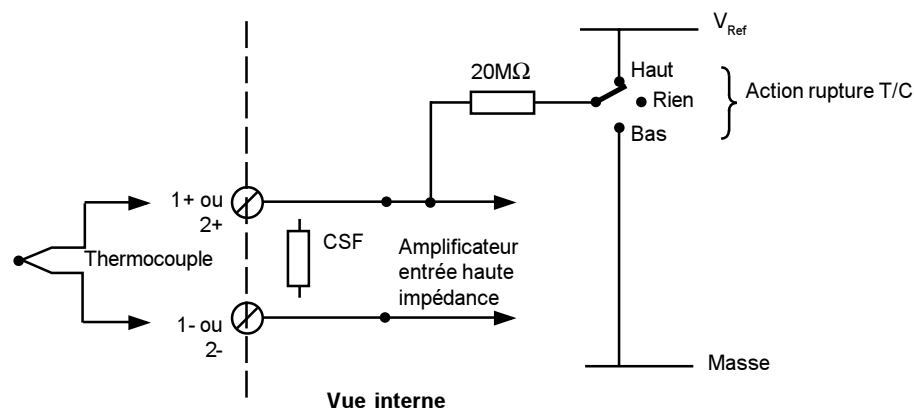 V Ref
20MΩ
Haut
Rien
Bas
Action rupture T/C
1+ ou
2+
Thermocouple
CSF
Amplificateur
entrée haute
impédance
1- ou
2-
Masse
Vue interne